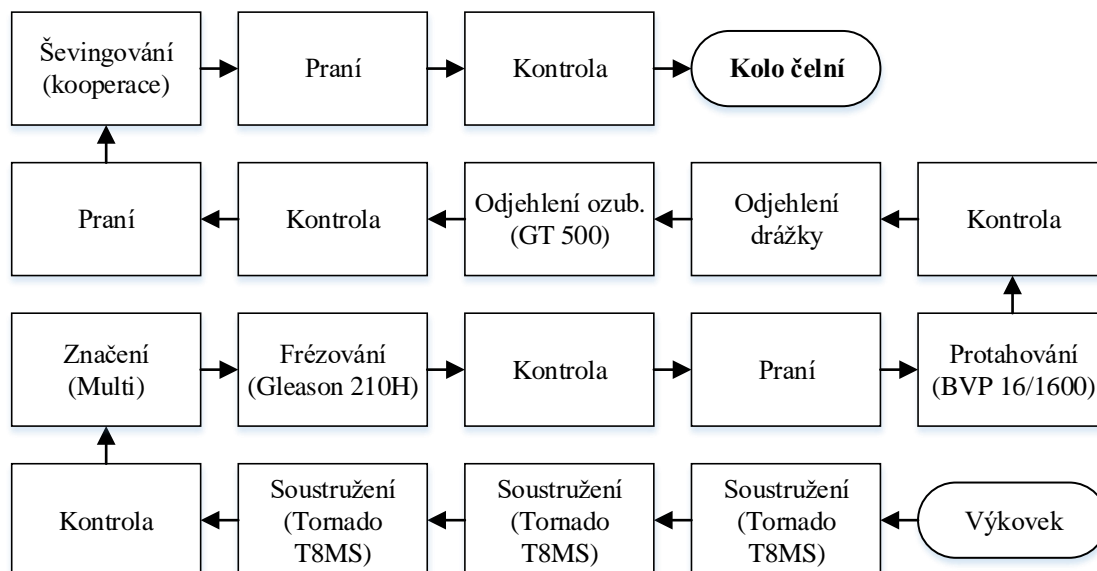 Ševingování
(kooperace)
Praní
Kontrola
Kolo čelní
Praní
Kontrola
Odjehlení ozub.
(GT 500)
Odjehlení
drážky
Kontrola
Značení
(Multi)
Frézování
(Gleason 210H)
Kontrola
Praní
Protahování
(BVP 16/1600)
Kontrola
Soustružení
(Tornado
T8MS)
Soustružení
(Tornado
T8MS)
Soustružení
(Tornado
T8MS)
Výkovek